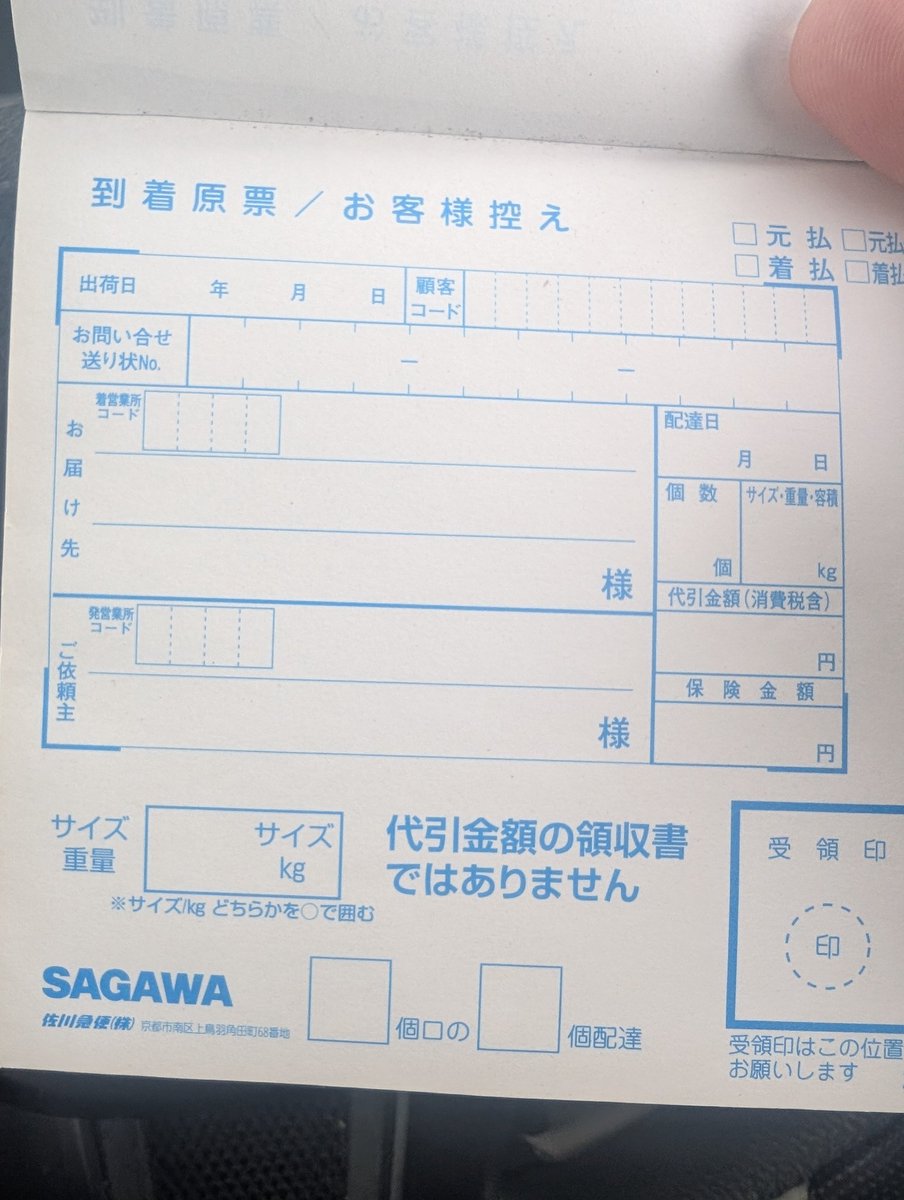 到着原票／お客様控え
□元払 □元払
□着払 □着払
出荷日 年 月 日 顧客コード
お問い合せ送り状No. － －
着営業所コード
お届け先
様
配達日
月 日
個数 サイズ・重量・容積
個 kg
代引金額(消費税含)
円
発営業所コード
ご依頼主
様
保険金額
円
サイズ
重量
サイズ
kg
※サイズ/kg どちらかを○で囲む
代引金額の領収書
ではありません
受領印
印
SAGAWA
佐川急便(株) 京都市南区上鳥羽角田町68番地
個口の 個配達
受領印はこの位置
お願いします